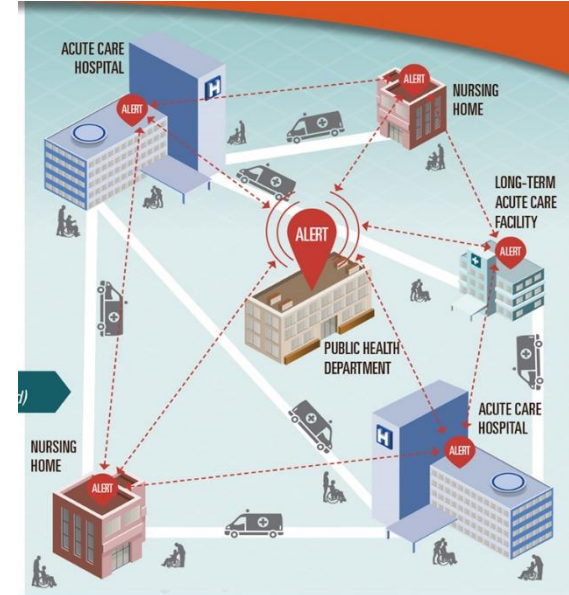 ACUTE CARE
HOSPITAL
H
ALERT
ALERT
NURSING
HOME
LONG-TERM
ACUTE CARE
FACILITY
ALERT
ALERT
PUBLIC HEALTH
DEPARTMENT
d)
ACUTE CARE
HOSPITAL
H
ALERT
NURSING
HOME
ALERT